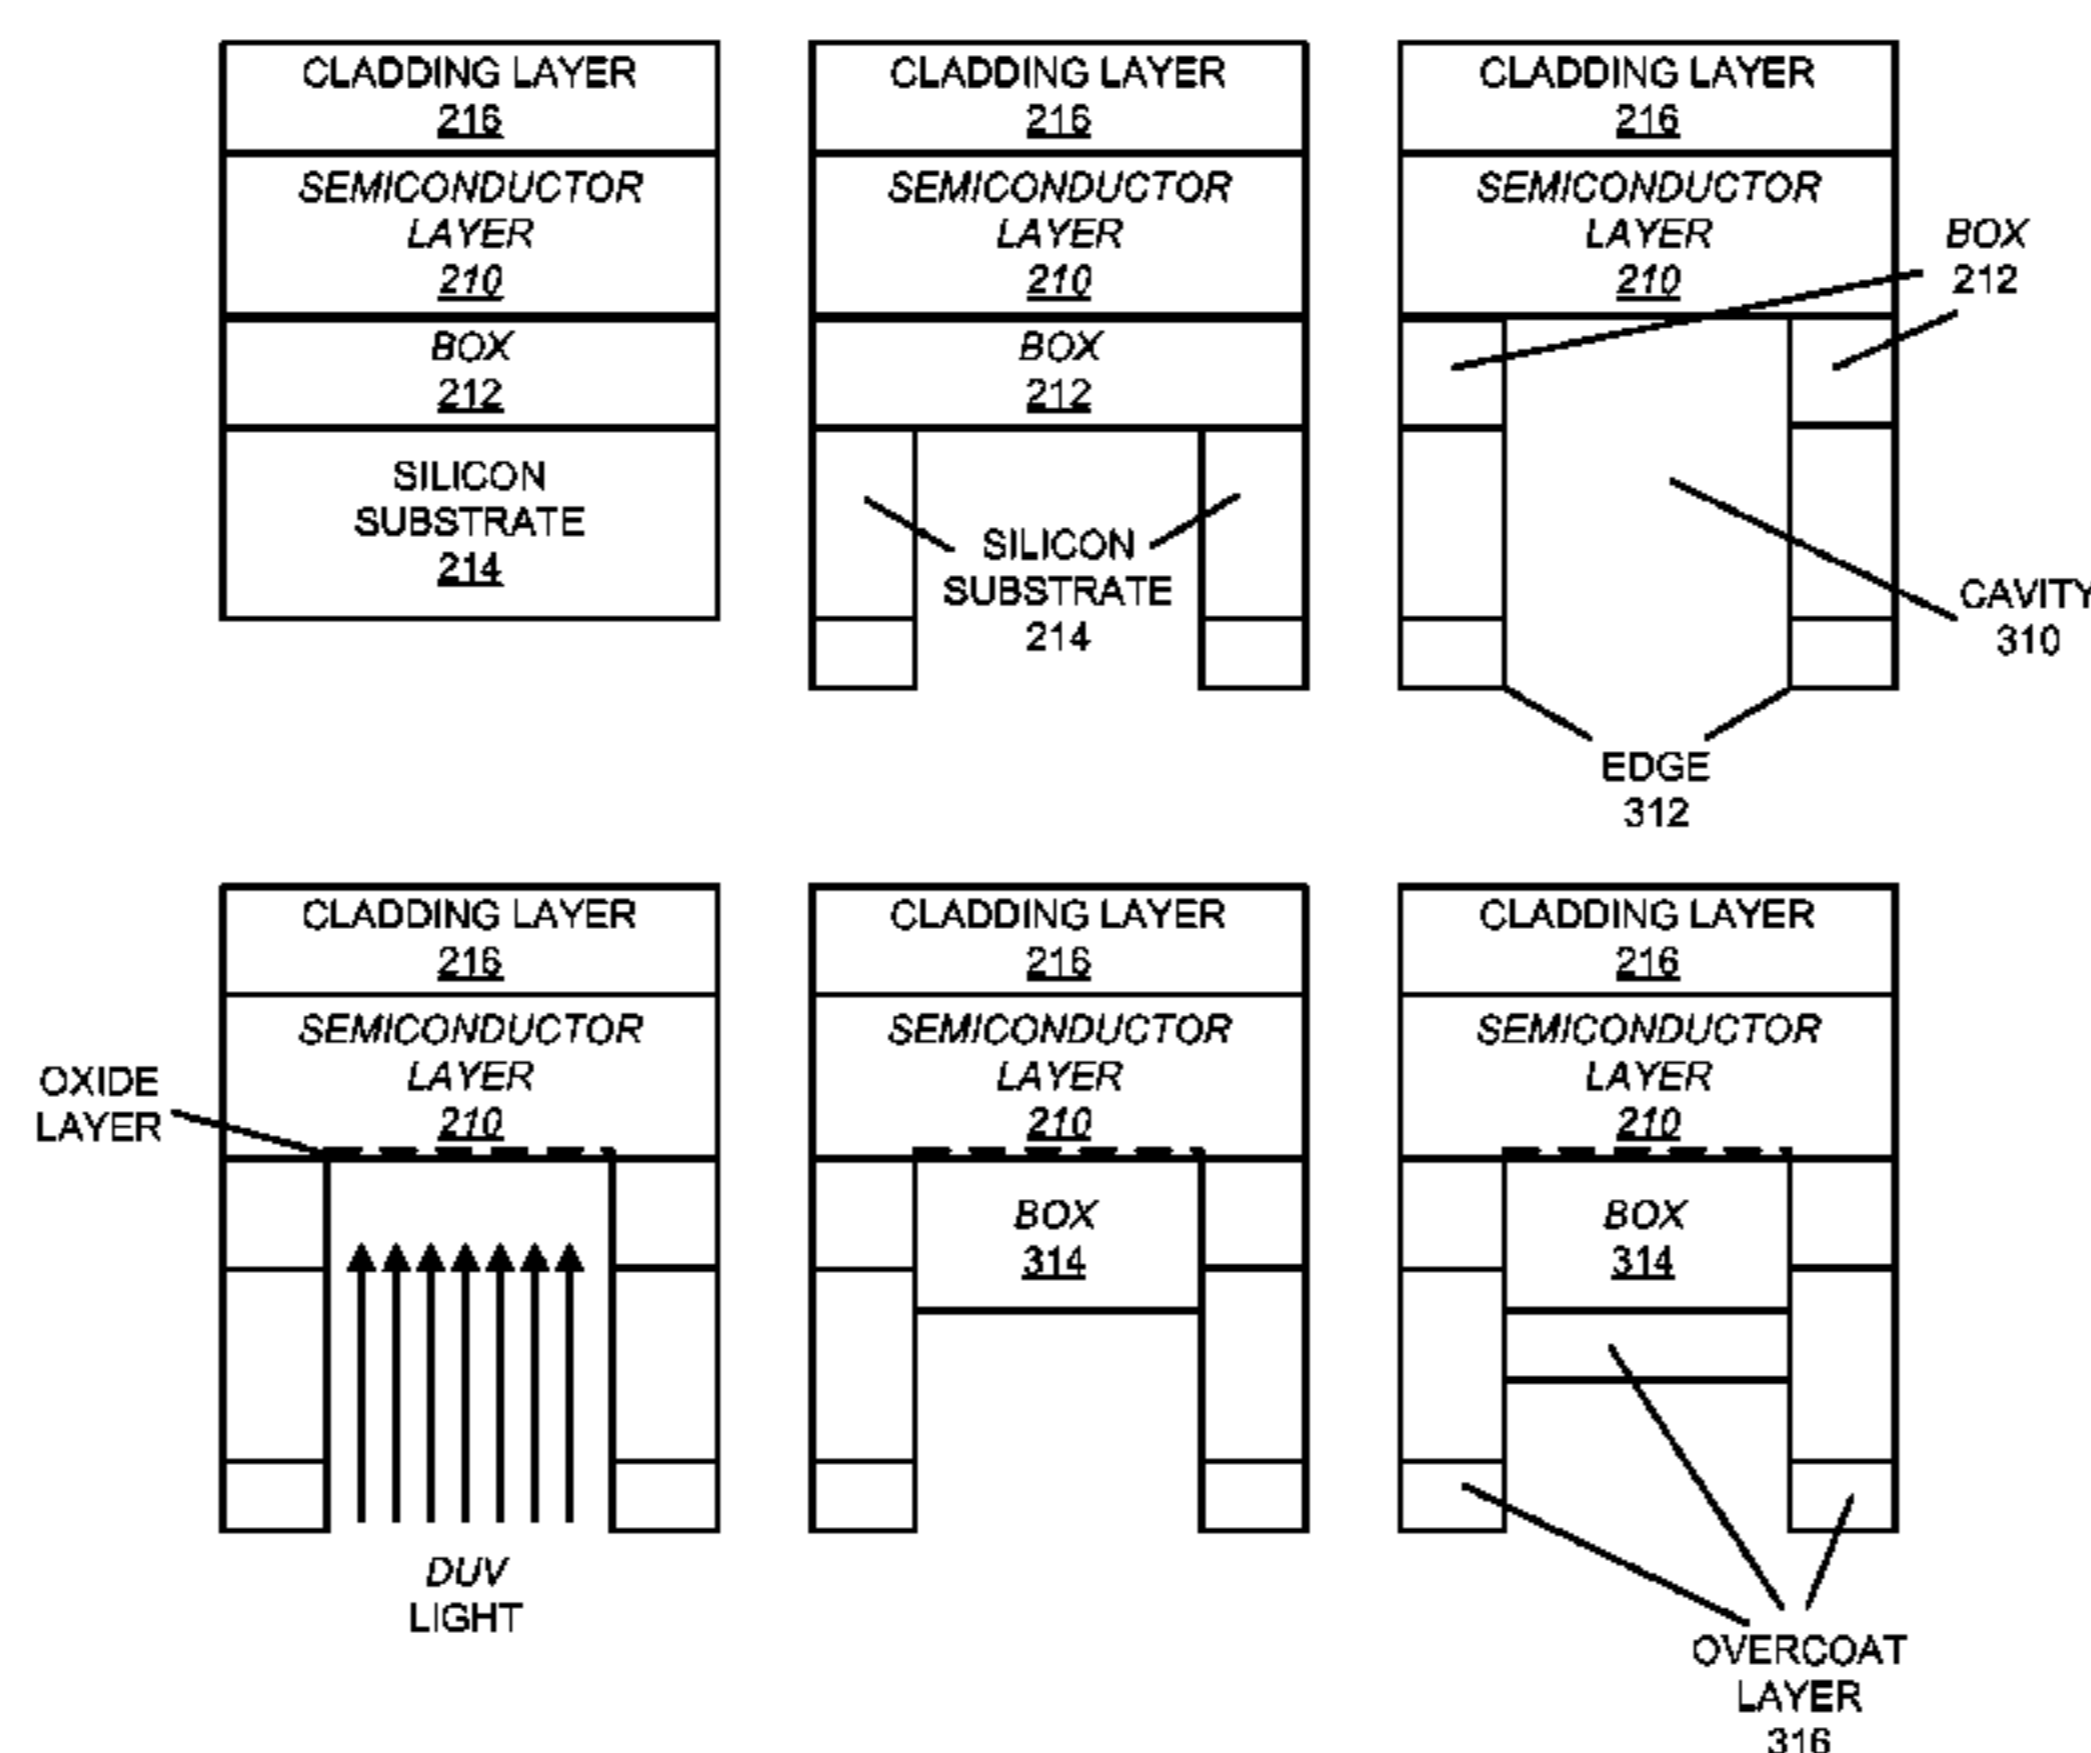 CLADDING LAYER
216
SEMICONDUCTOR
LAYER
210
BOX
212
SILICON
SUBSTRATE
214
CLADDING LAYER
216
SEMICONDUCTOR
LAYER
210
BOX
212
SILICON
SUBSTRATE
214
CLADDING LAYER
216
SEMICONDUCTOR
LAYER
210
BOX
212
CAVITY
310
EDGE
312
CLADDING LAYER
216
SEMICONDUCTOR
LAYER
210
OXIDE
LAYER
DUV
LIGHT
CLADDING LAYER
216
SEMICONDUCTOR
LAYER
210
BOX
314
CLADDING LAYER
216
SEMICONDUCTOR
LAYER
210
BOX
314
OVERCOAT
LAYER
316